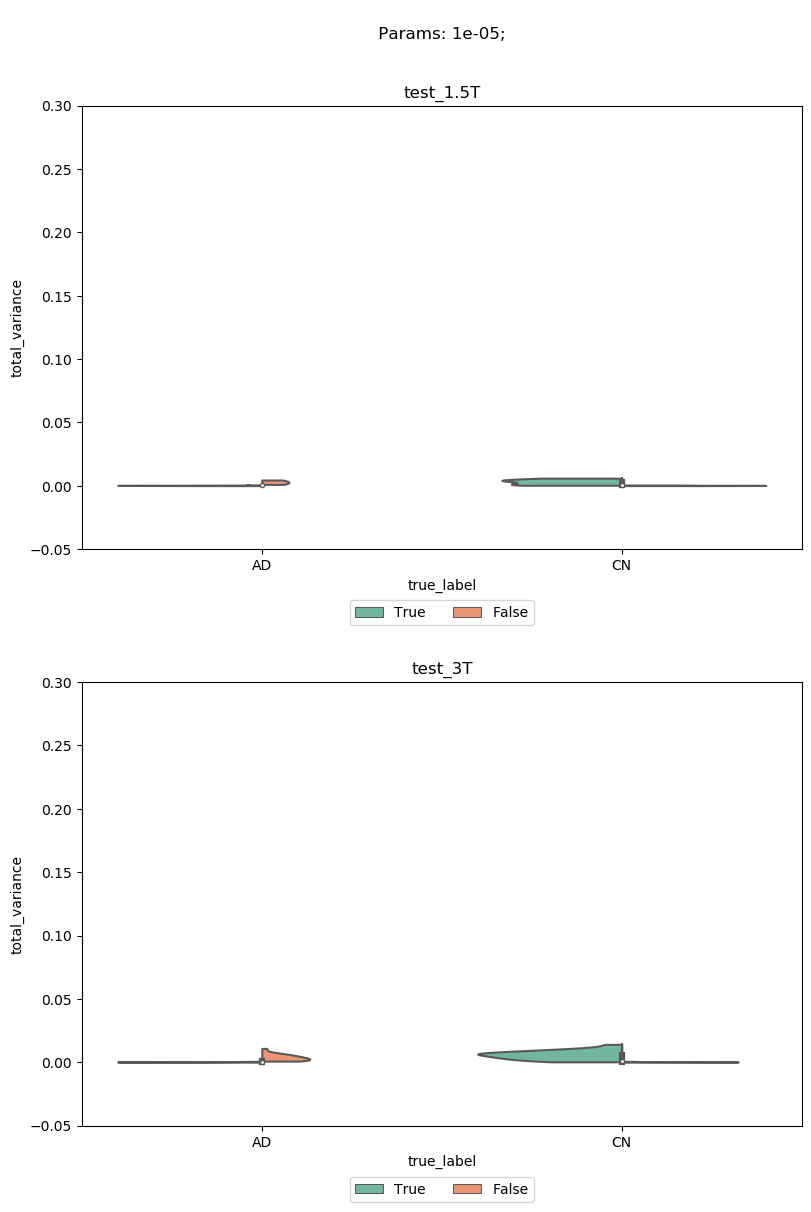 Params: 1e-05;
test_1.5T
0.30
0.25
0.20
0.15
0.10
0.05
0.00
−0.05
total_variance
AD CN
true_label
True False
test_3T
0.30
0.25
0.20
0.15
0.10
0.05
0.00
−0.05
total_variance
AD CN
true_label
True False